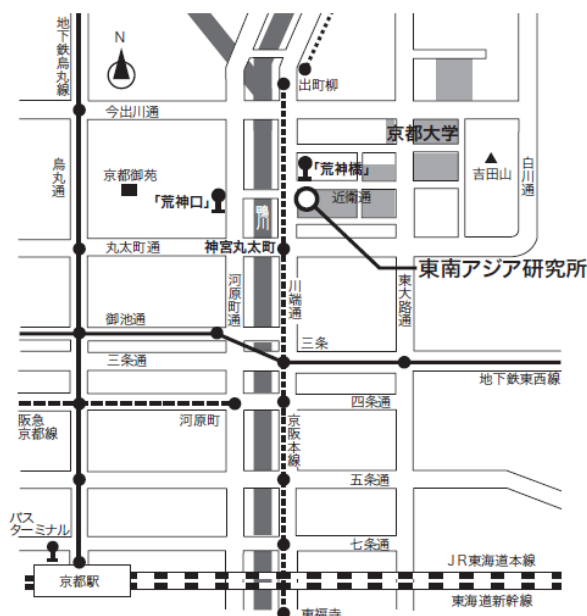 地下鉄烏丸線
N
出町柳
今出川通
京都大学
「荒神橋」
烏丸通
京都御苑
吉田山
白川通
「荒神口」
近衛通
鴨川
丸太町通
神宮丸太町
東南アジア研究所
河原町通
川端通
東大路通
御池通
三条
三条通
地下鉄東西線
四条通
阪急
京都線
河原町
京阪本線
五条通
バス
ターミナル
七条通
JR東海道本線
京都駅
東海道新幹線
東福寺